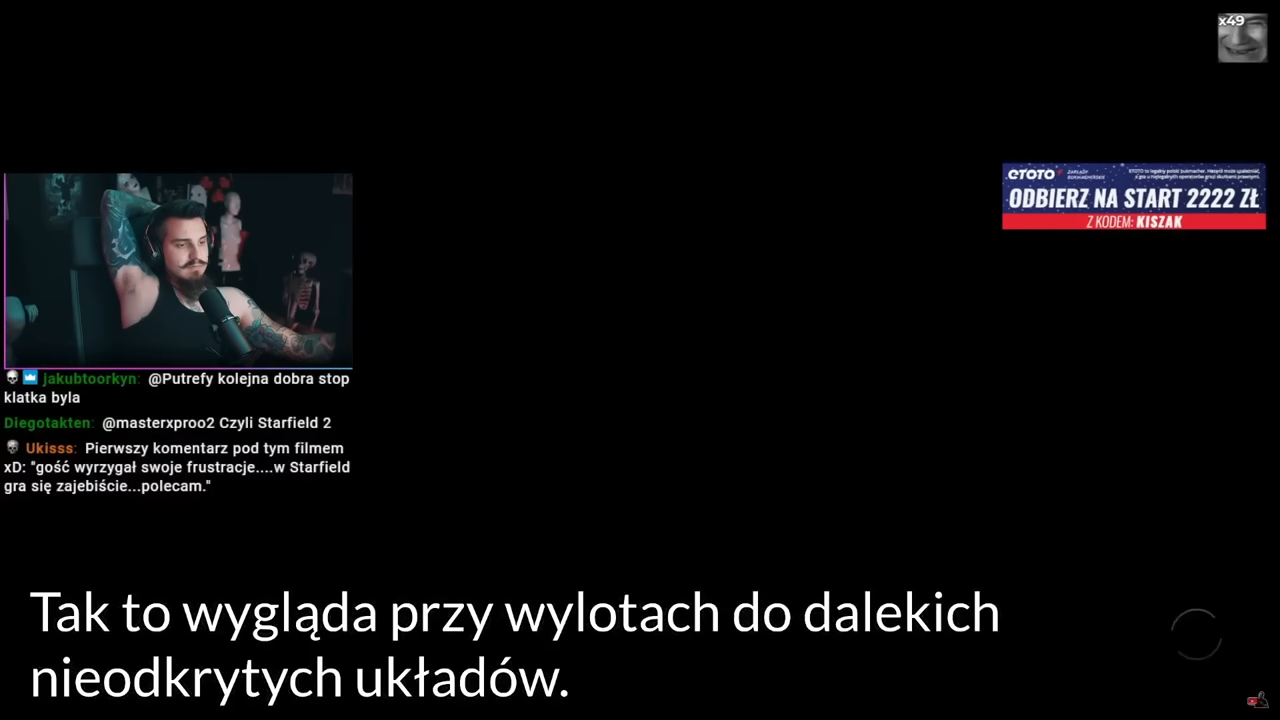 x49
ETOTO
ZAKŁADY
BUKMACHERSKIE
ODBIERZ NA START 2222 ZŁ
Z KODEM: KISZAK
jakubtoorkyn: @Putrefy kolejna dobra stop
klatka byla
Diegotakten: @masterxproo2 Czyli Starfield 2
Ukisss: Pierwszy komentarz pod tym filmem
xD: "gość wyrzygał swoje frustracje....w Starfield
gra się zajebiście...polecam."
Tak to wygląda przy wylotach do dalekich
nieodkrytych układów.